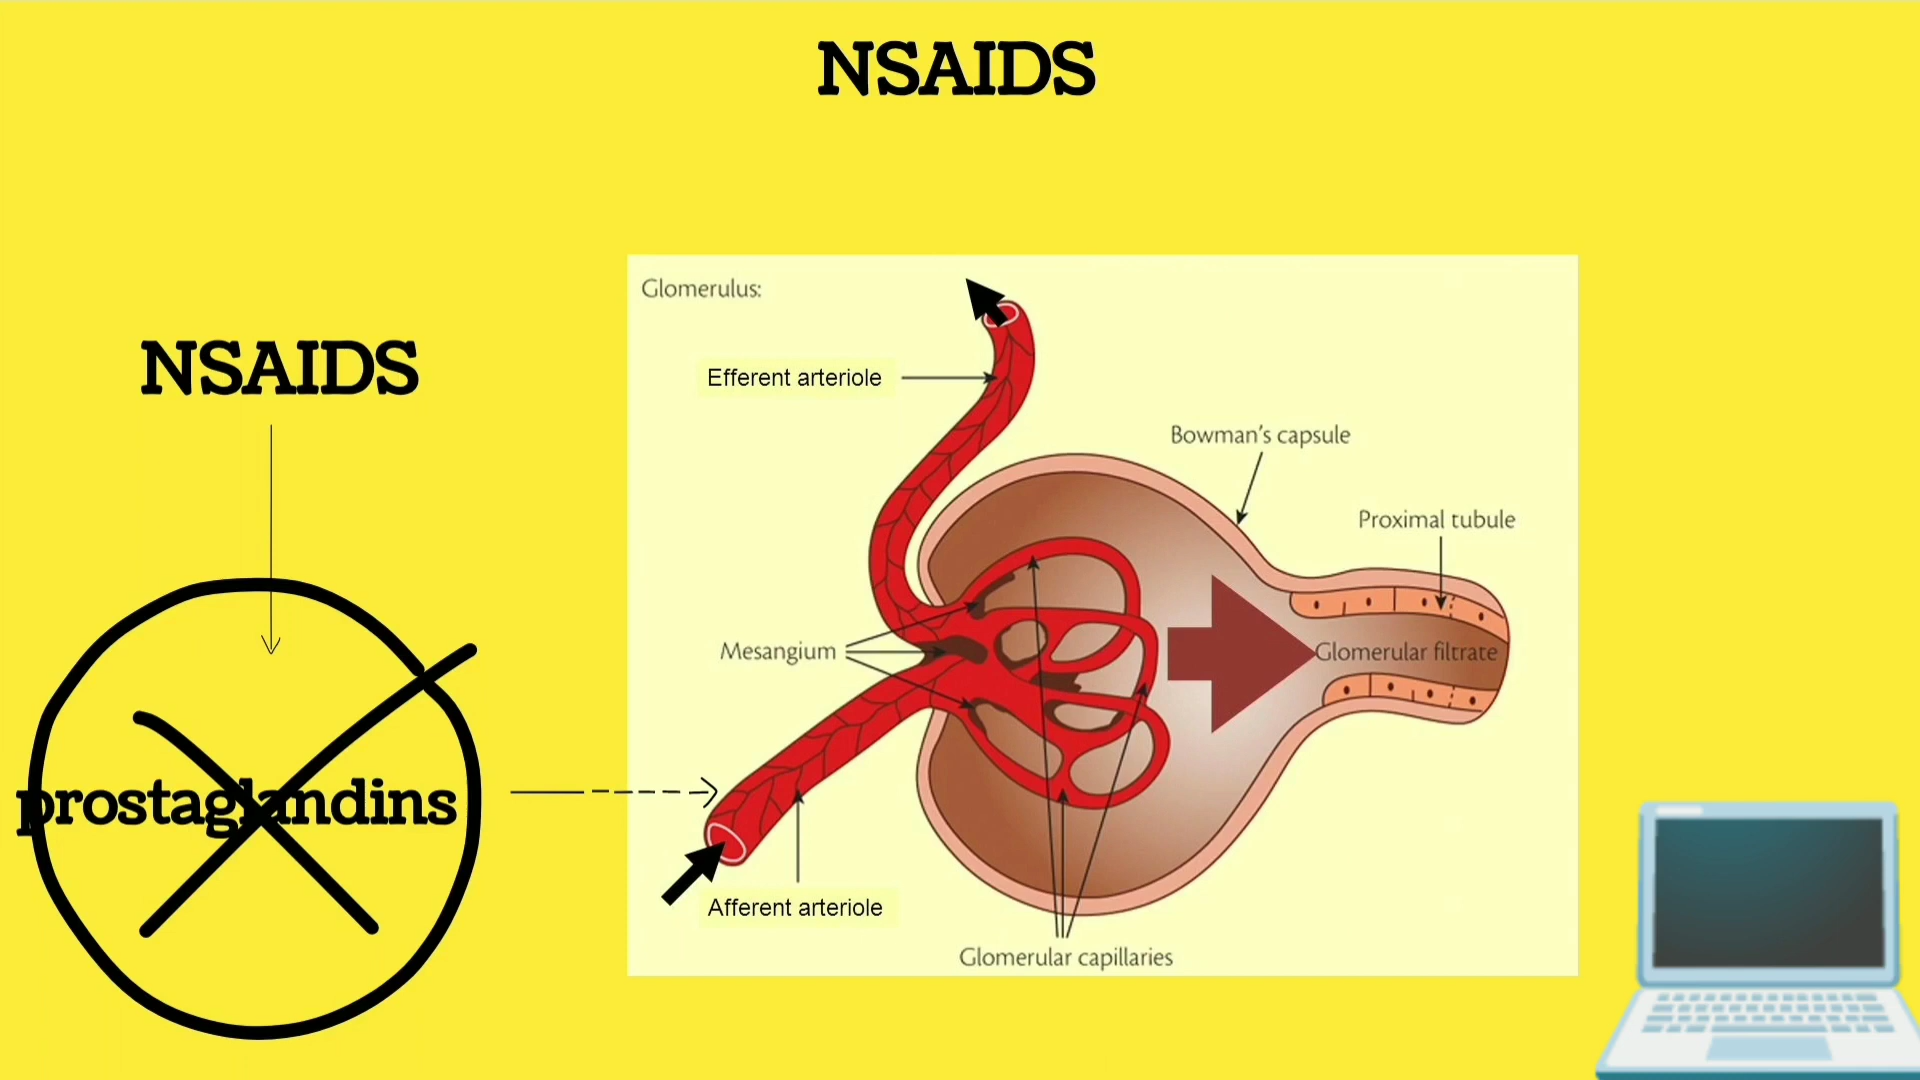 NSAIDS
NSAIDS
prostaglandins
Glomerulus:
Efferent arteriole
Bowman's capsule
Proximal tubule
Mesangium
Glomerular filtrate
Afferent arteriole
Glomerular capillaries